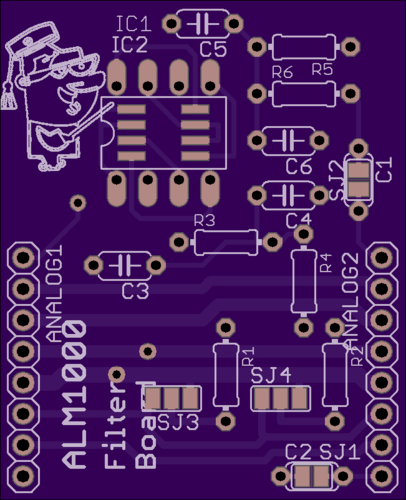 IC1
IC2
C5
R6
R5
C6
SJ2
C1
C4
R3
ANALOG1
C3
R4
ANALOG2
ALM1000
Filter
Board
R1
R2
SJ3
SJ4
C2
SJ1